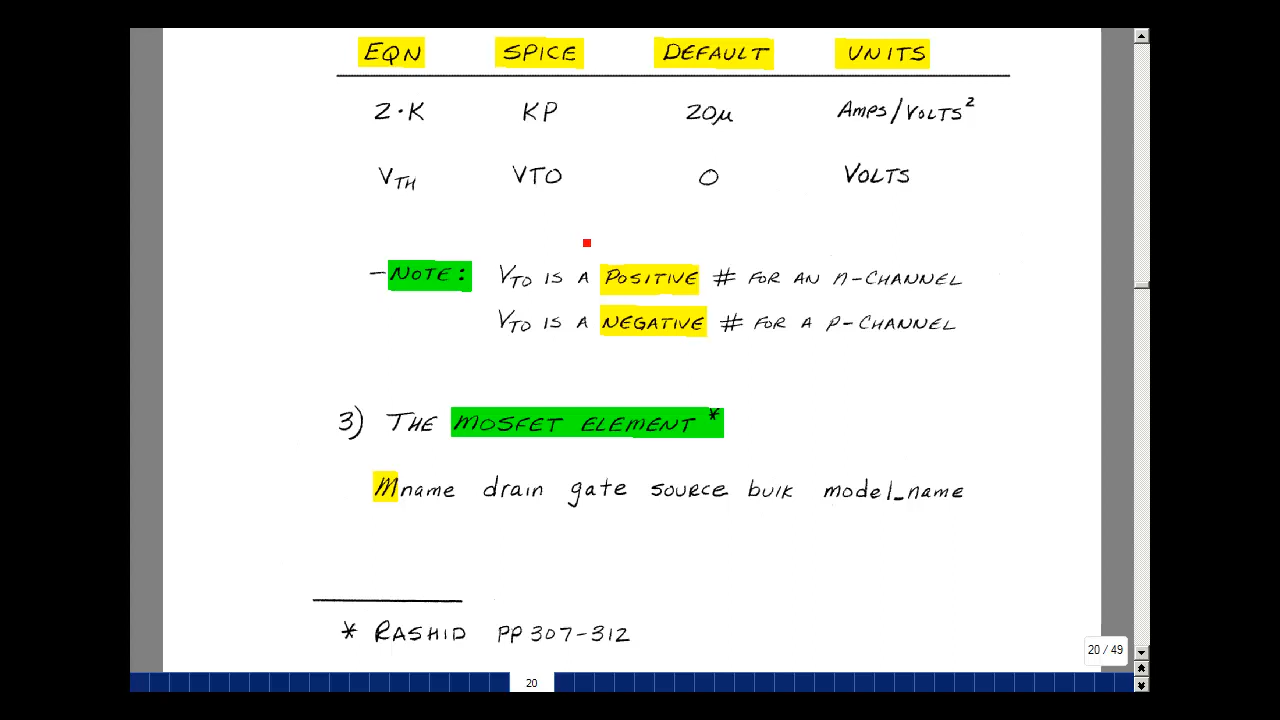 EQN SPICE DEFAULT UNITS
2·K KP 20μ AMPS/VOLTS²
VTH VTO 0 VOLTS
- NOTE: VTO IS A POSITIVE # FOR AN n-CHANNEL
VTO IS A NEGATIVE # FOR A P-CHANNEL
3) THE MOSFET ELEMENT *
Mname drain gate source bulk model_name
* RASHID PP 307-312
20 / 49
20